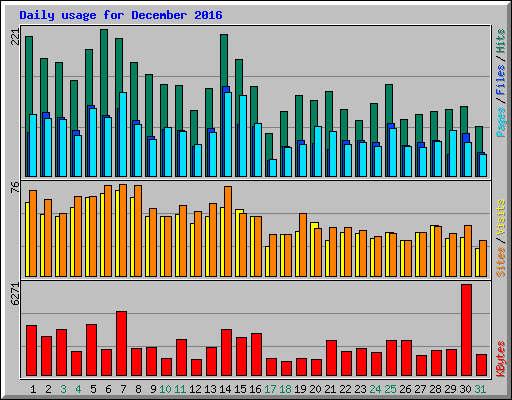 Daily usage for December 2016
221
Pages / Files / Hits
76
Sites / Visits
6271
KBytes
1 2 3 4 5 6 7 8 9 10 11 12 13 14 15 16 17 18 19 20 21 22 23 24 25 26 27 28 29 30 31